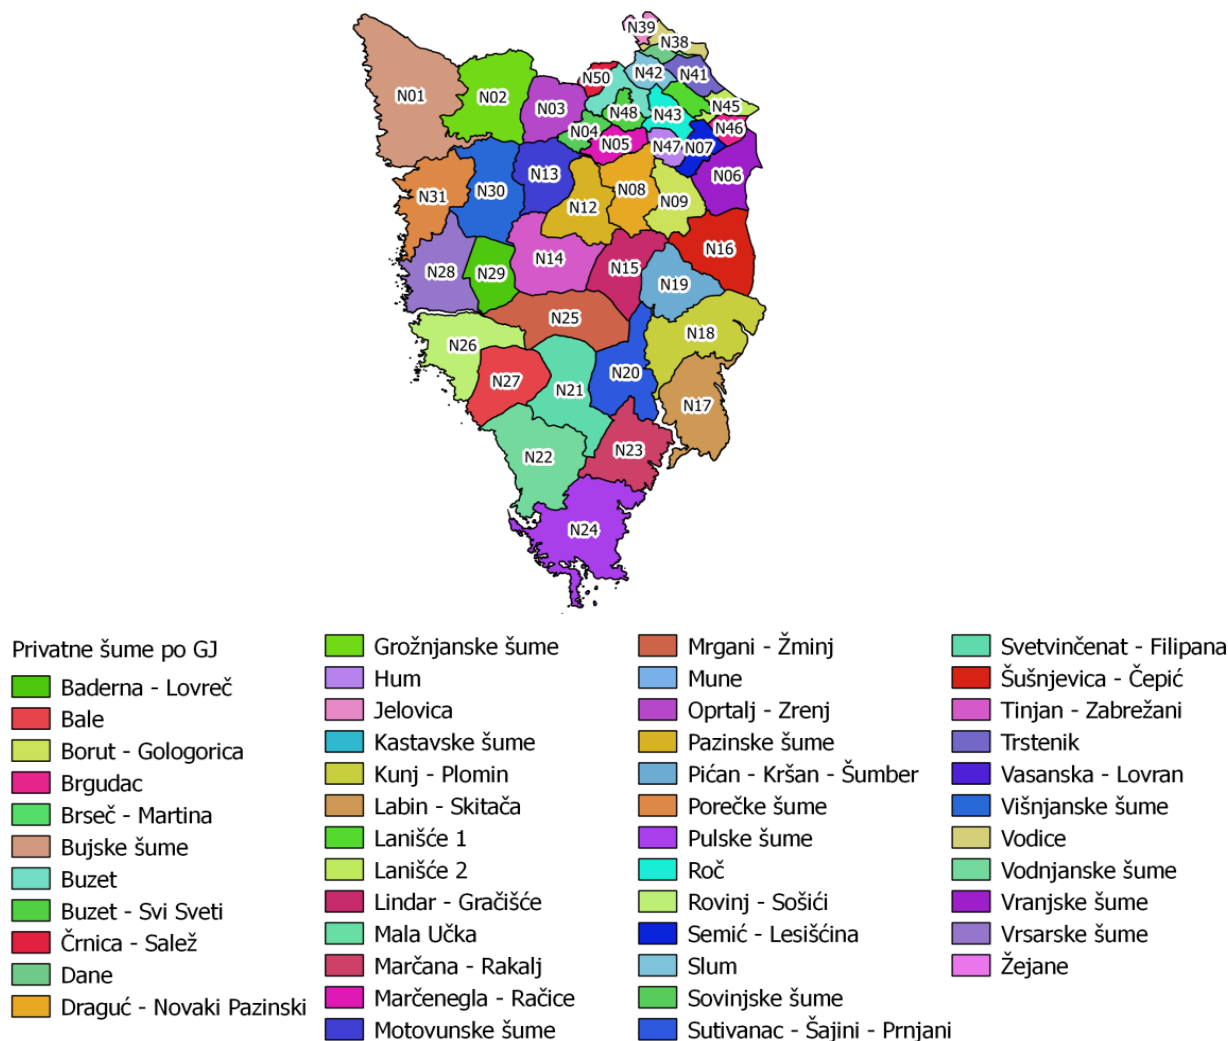 N39
N38
N42
N41
N50
N01
N02
N03
N48
N43
N45
N04
N46
N05
N47
N07
N13
N06
N31
N30
N12
N08
N09
N16
N14
N15
N28
N29
N19
N25
N18
N26
N27
N20
N21
N17
N22
N23
N24
Privatne šume po GJ
Baderna - Lovreč
Bale
Borut - Gologorica
Brgudac
Brseč - Martina
Bujske šume
Buzet
Buzet - Svi Sveti
Črnica - Salež
Dane
Draguć - Novaki Pazinski
Grožnjanske šume
Hum
Jelovica
Kastavske šume
Kunj - Plomin
Labin - Skitača
Lanišće 1
Lanišće 2
Lindar - Gračišće
Mala Učka
Marčana - Rakalj
Marčenegla - Račice
Motovunske šume
Mrgani - Žminj
Mune
Oprtalj - Zrenj
Pazinske šume
Pićan - Kršan - Šumber
Porečke šume
Pulske šume
Roč
Rovinj - Sošići
Semić - Lesišćina
Slum
Sovinjske šume
Sutivanac - Šajini - Prnjani
Svetvinčenat - Filipana
Šušnjevica - Čepić
Tinjan - Zabrežani
Trstenik
Vasanska - Lovran
Višnjanske šume
Vodice
Vodnjanske šume
Vranjske šume
Vrsarske šume
Žejane